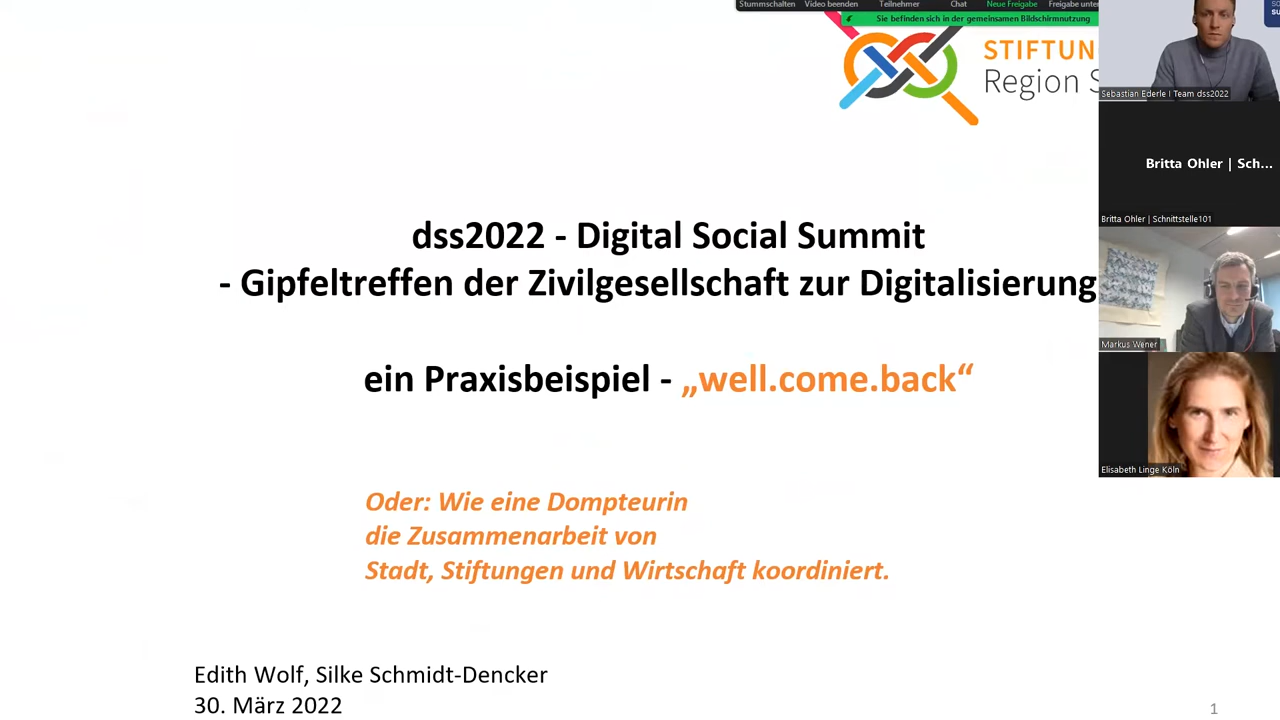 Stummschalten Video beenden Teilnehmer Chat Neue Freigabe Freigabe unter
Sie befinden sich in der gemeinsamen Bildschirmnutzung
STIFTUN
Region S
Sebastian Ederle I Team dss2022
Britta Ohler | Sch...
Britta Ohler | Schnittstelle101
Markus Wener
Elisabeth Linge Köln
dss2022 - Digital Social Summit
- Gipfeltreffen der Zivilgesellschaft zur Digitalisierung
ein Praxisbeispiel - „well.come.back“
Oder: Wie eine Dompteurin
die Zusammenarbeit von
Stadt, Stiftungen und Wirtschaft koordiniert.
Edith Wolf, Silke Schmidt-Dencker
30. März 2022
1